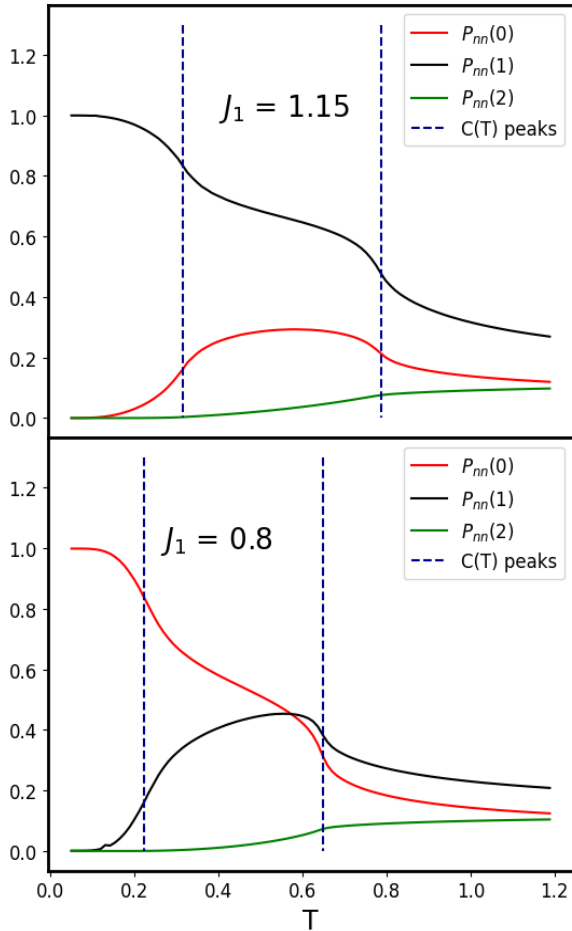 1.2
1.0
0.8
0.6
0.4
0.2
0.0
J₁ = 1.15
Pₙₙ(0)
Pₙₙ(1)
Pₙₙ(2)
C(T) peaks
1.2
1.0
0.8
0.6
0.4
0.2
0.0
J₁ = 0.8
Pₙₙ(0)
Pₙₙ(1)
Pₙₙ(2)
C(T) peaks
0.0 0.2 0.4 0.6 0.8 1.0 1.2
T